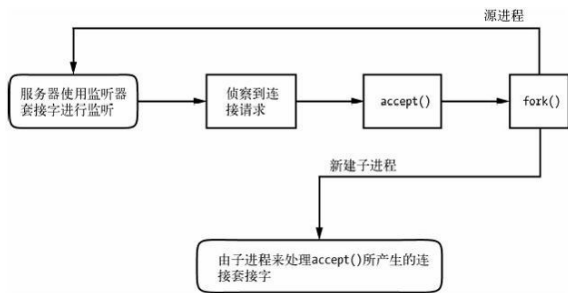 源进程
服务器使用监听器
套接字进行监听
侦察到连
接请求
accept()
fork()
新建子进程
由子进程来处理accept()所产生的连
接套接字